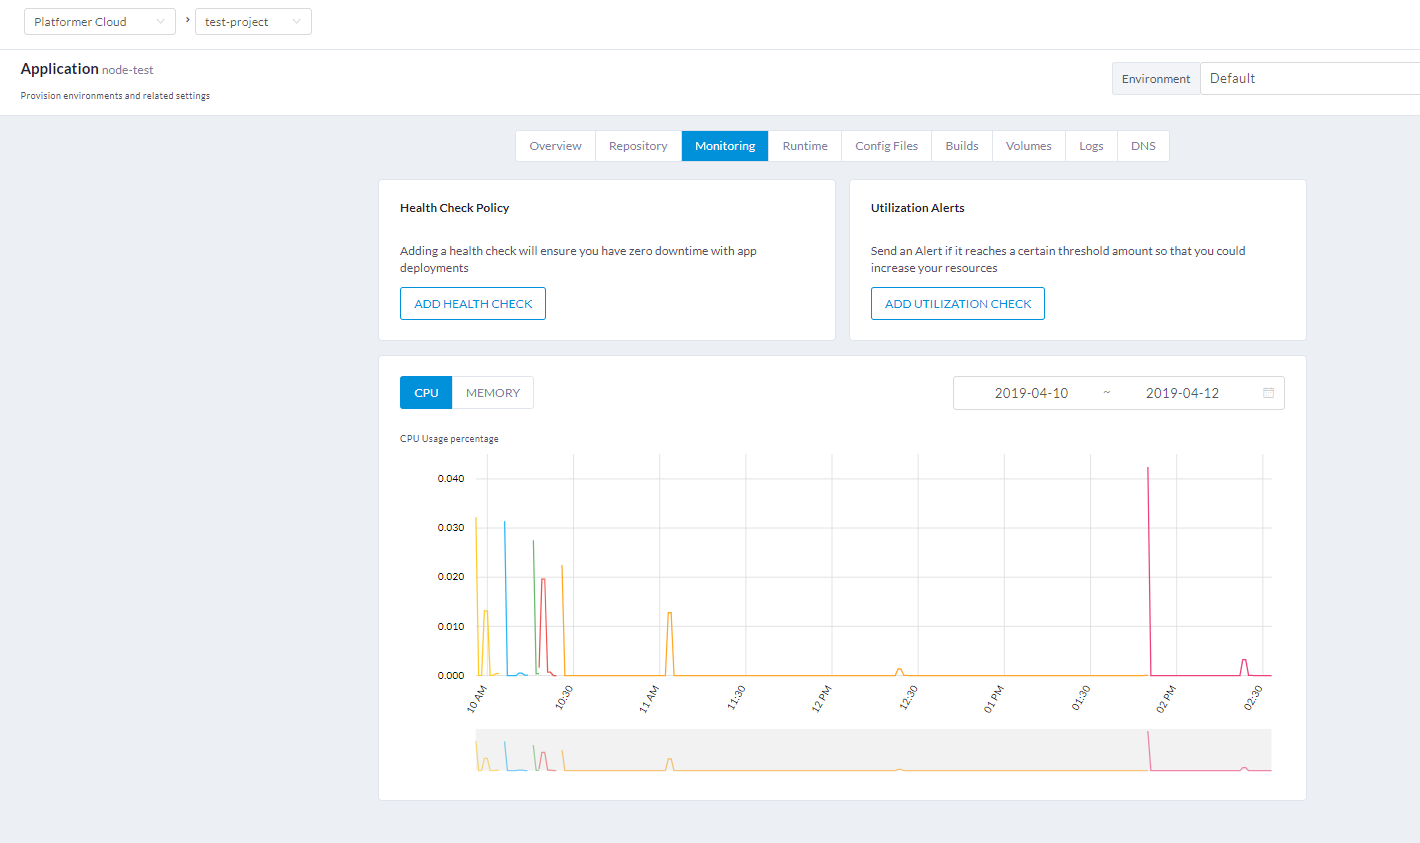 Platformer Cloud > test-project
Application node-test
Provision environments and related settings
Environment Default
Overview Repository Monitoring Runtime Config Files Builds Volumes Logs DNS
Health Check Policy
Adding a health check will ensure you have zero downtime with app
deployments
ADD HEALTH CHECK
Utilization Alerts
Send an Alert if it reaches a certain threshold amount so that you could
increase your resources
ADD UTILIZATION CHECK
CPU MEMORY
2019-04-10 ~ 2019-04-12
CPU Usage percentage
0.040
0.030
0.020
0.010
0.000
10 AM 10:30 11 AM 11:30 12 PM 12:30 01 PM 01:30 02 PM 02:30